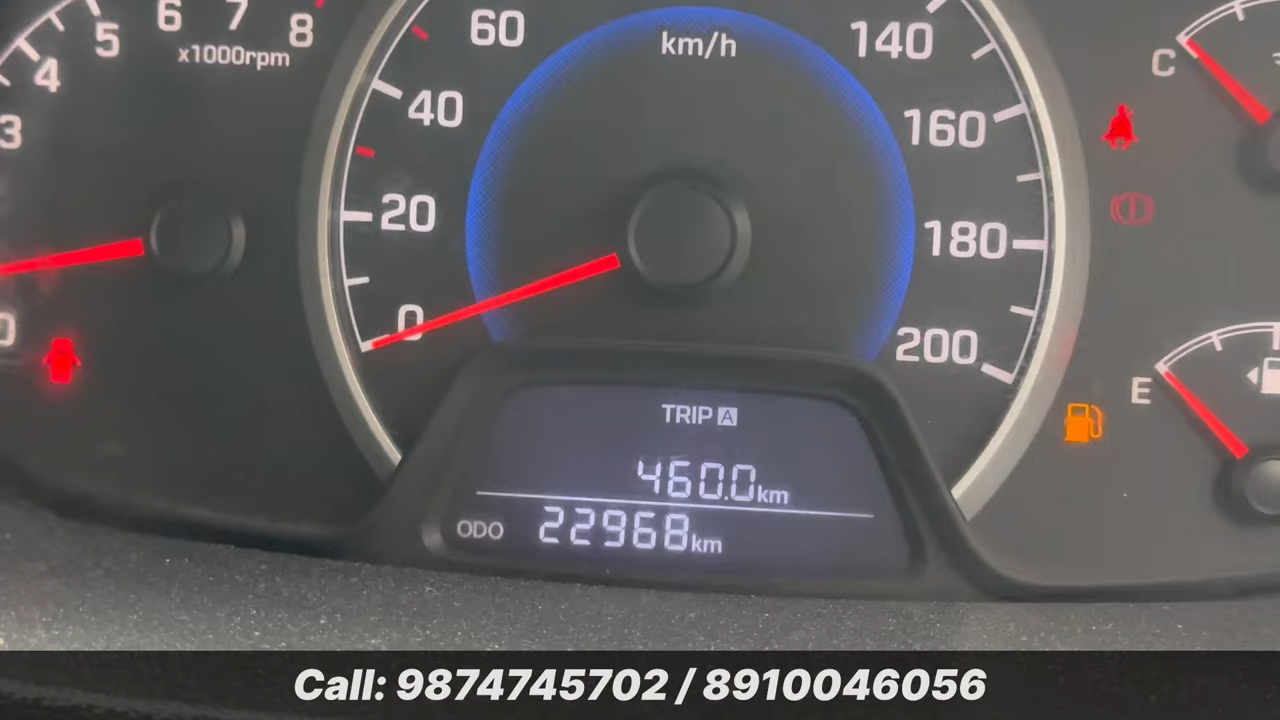 6 7 8
5
x1000rpm
4
3
0
60 km/h 140
40 160
20 180
0 200
C
E
TRIP A
460.0km
ODO 22968km
Call: 9874745702 / 8910046056